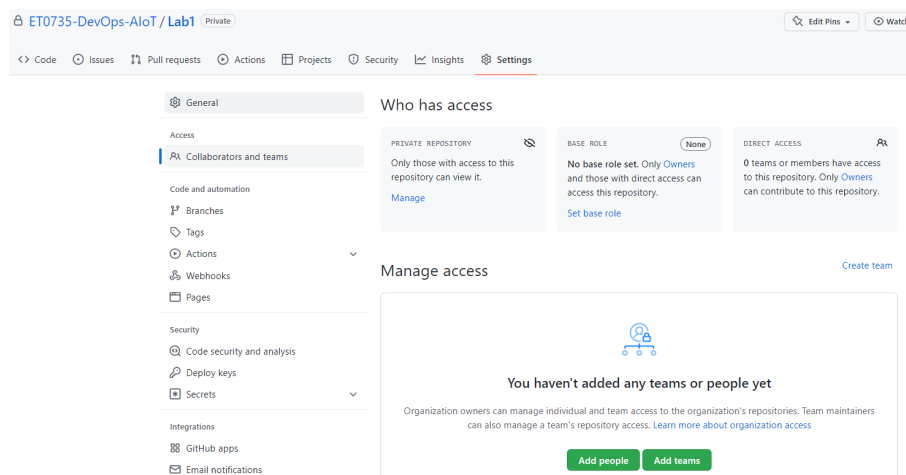 ET0735-DevOps-AIoT / Lab1 Private
Edit Pins
Watch
Code Issues Pull requests Actions Projects Security Insights Settings
General
Access
Collaborators and teams
Code and automation
Branches
Tags
Actions
Webhooks
Pages
Security
Code security and analysis
Deploy keys
Secrets
Integrations
GitHub apps
Email notifications
Who has access
PRIVATE REPOSITORY
Only those with access to this
repository can view it.
Manage
BASE ROLE None
No base role set. Only Owners
and those with direct access can
access this repository.
Set base role
DIRECT ACCESS
0 teams or members have access
to this repository. Only Owners
can contribute to this repository.
Manage access
Create team
You haven't added any teams or people yet
Organization owners can manage individual and team access to the organization's repositories. Team maintainers
can also manage a team's repository access. Learn more about organization access
Add people Add teams